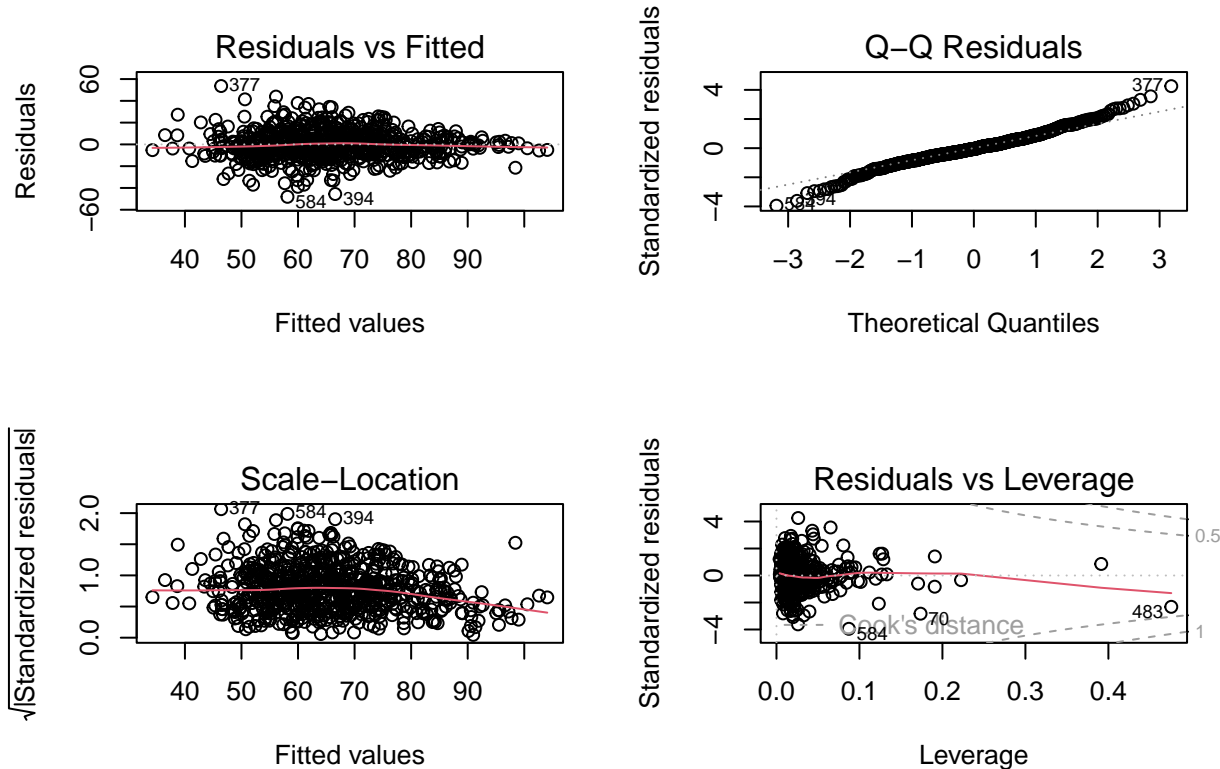 Residuals vs Fitted
Residuals
60
0
−60
377
584
394
40 50 60 70 80 90
Fitted values
Q−Q Residuals
Standardized residuals
4
0
−4
377
584
394
−3 −2 −1 0 1 2 3
Theoretical Quantiles
Scale−Location
√|Standardized residuals|
2.0
1.0
0.0
377
584
394
40 50 60 70 80 90
Fitted values
Residuals vs Leverage
Standardized residuals
4
0
−4
0.5
1
483
70
584
Cook's distance
0.0 0.1 0.2 0.3 0.4
Leverage